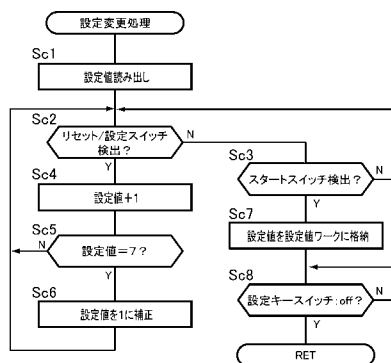 設定変更処理
Sc1
設定値読み出し
Sc2
リセット/設定スイッチ
検出?
N
Y
Sc3
スタートスイッチ検出?
N
Y
Sc4
設定値+1
Sc5
設定値=7?
N
Y
Sc6
設定値を1に補正
Sc7
設定値を設定値ワークに格納
Sc8
設定キースイッチ:off?
N
Y
RET